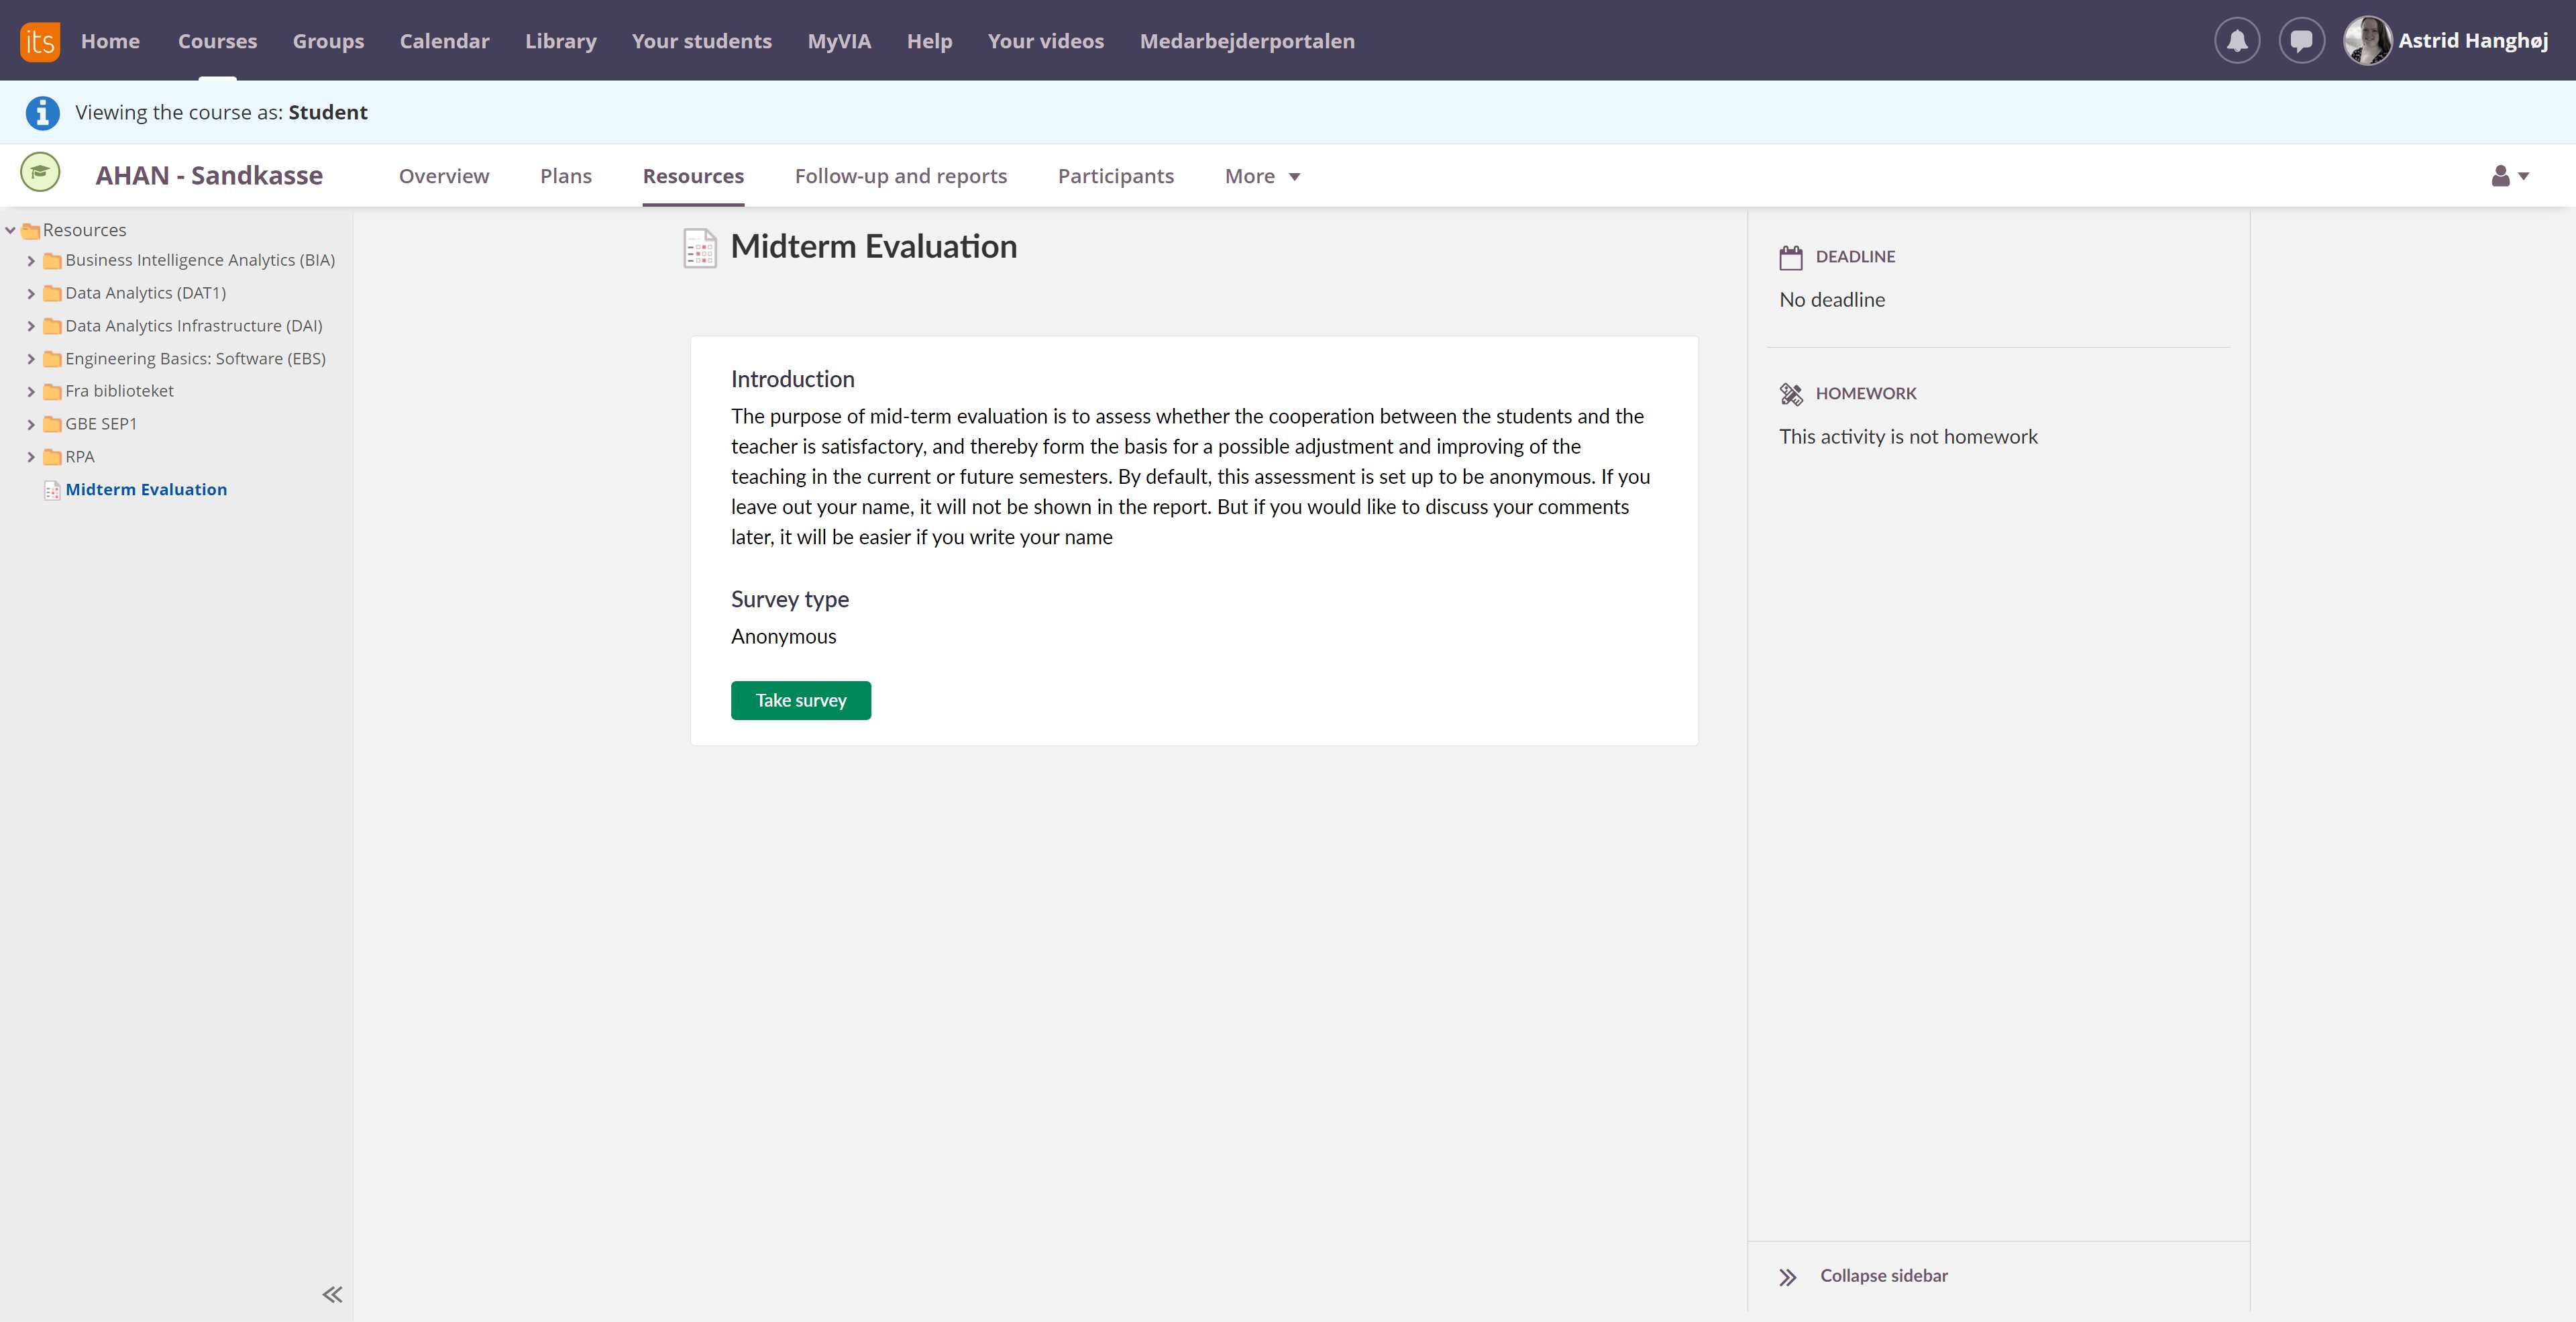 its Home Courses Groups Calendar Library Your students MyVIA Help Your videos Medarbejderportalen Astrid Hanghøj
Viewing the course as: Student
AHAN - Sandkasse Overview Plans Resources Follow-up and reports Participants More
Resources
Business Intelligence Analytics (BIA)
Data Analytics (DAT1)
Data Analytics Infrastructure (DAI)
Engineering Basics: Software (EBS)
Fra biblioteket
GBE SEP1
RPA
Midterm Evaluation
Midterm Evaluation
Introduction
The purpose of mid-term evaluation is to assess whether the cooperation between the students and the
teacher is satisfactory, and thereby form the basis for a possible adjustment and improving of the
teaching in the current or future semesters. By default, this assessment is set up to be anonymous. If you
leave out your name, it will not be shown in the report. But if you would like to discuss your comments
later, it will be easier if you write your name
Survey type
Anonymous
Take survey
DEADLINE
No deadline
HOMEWORK
This activity is not homework
Collapse sidebar